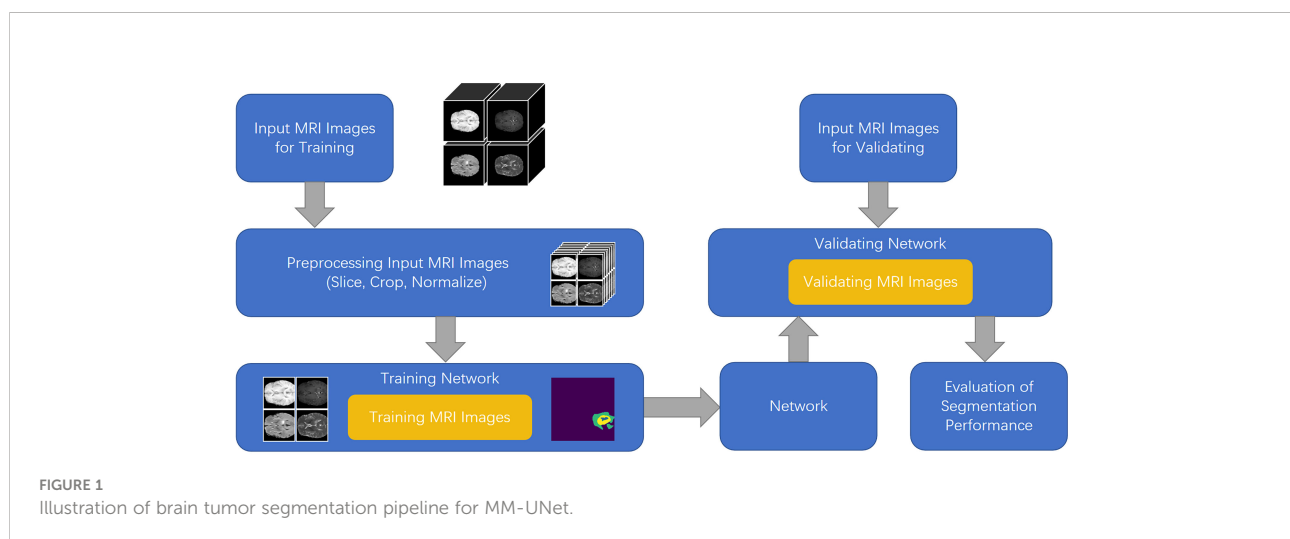 Input MRI Images
for Training
Input MRI Images
for Validating
Preprocessing Input MRI Images
(Slice, Crop, Normalize)
Validating Network
Validating MRI Images
Training Network
Training MRI Images
Network
Evaluation of
Segmentation
Performance
FIGURE 1
Illustration of brain tumor segmentation pipeline for MM-UNet.